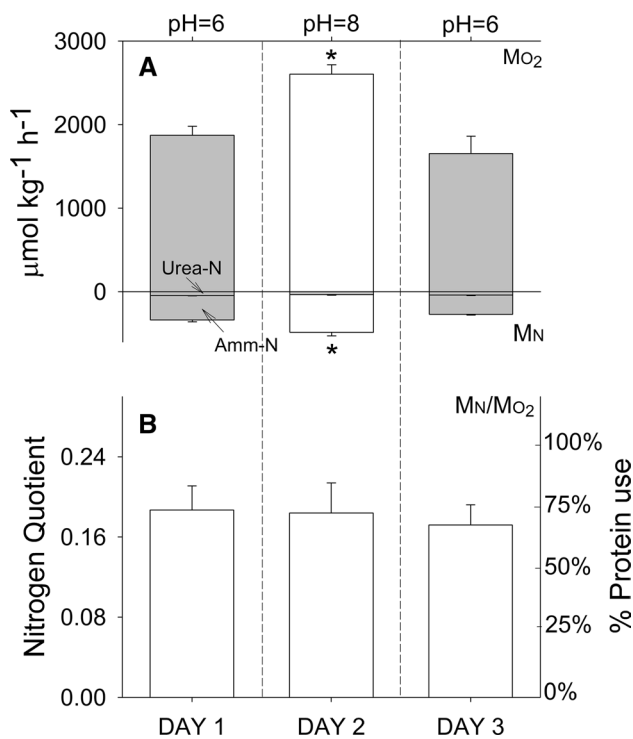 pH=6 pH=8 pH=6
3000 A * MO2
2000
1000
0
μmol kg-1 h-1
Urea-N
Amm-N
* MN
B MN/MO2
0.24
0.16
0.08
0.00
Nitrogen Quotient
100%
75%
50%
25%
0%
% Protein use
DAY 1 DAY 2 DAY 3